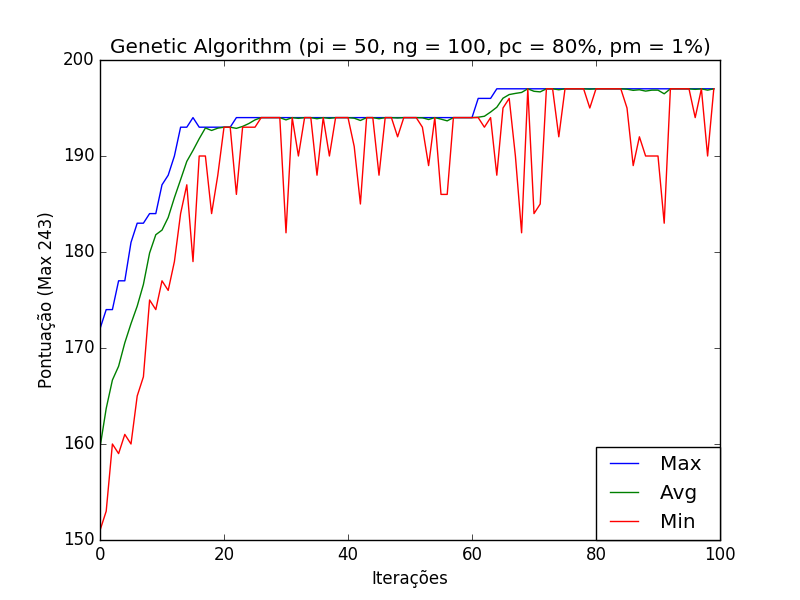 Genetic Algorithm (pi = 50, ng = 100, pc = 80%, pm = 1%)
200
190
180
170
160
150
Pontuação (Max 243)
0
20
40
60
80
100
Iterações
Max
Avg
Min